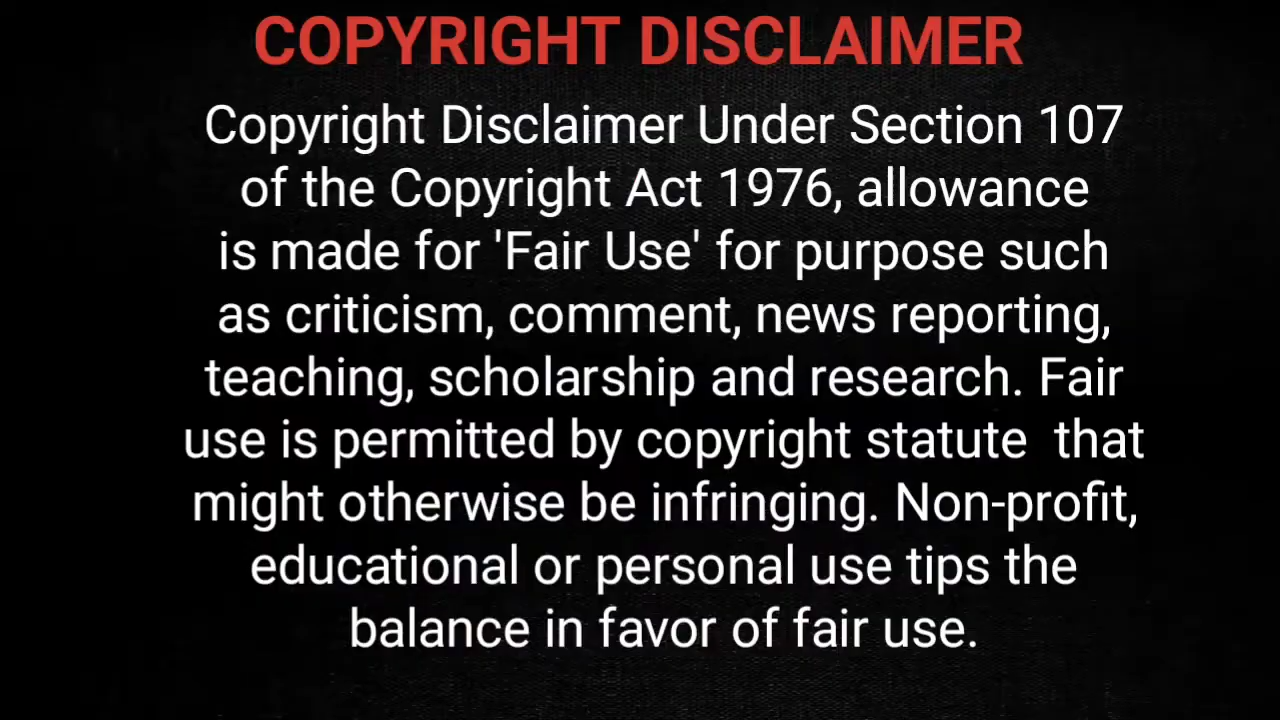 COPYRIGHT DISCLAIMER
Copyright Disclaimer Under Section 107
of the Copyright Act 1976, allowance
is made for 'Fair Use' for purpose such
as criticism, comment, news reporting,
teaching, scholarship and research. Fair
use is permitted by copyright statute  that
might otherwise be infringing. Non-profit,
educational or personal use tips the
balance in favor of fair use.